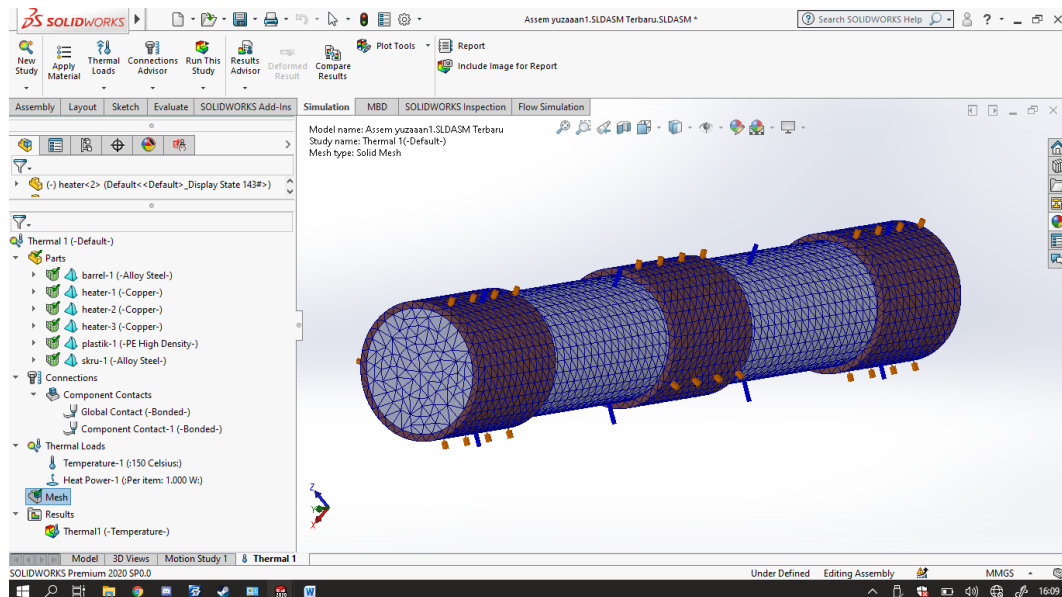 SOLIDWORKS
Assem yuzaaan1.SLDASM Terbaru.SLDASM *
Search SOLIDWORKS Help
?
New Study
Apply Material
Thermal Loads
Connections Advisor
Run This Study
Results Advisor
Deformed Result
Compare Results
Plot Tools
Report
Include Image for Report
Assembly Layout Sketch Evaluate SOLIDWORKS Add-Ins Simulation MBD SOLIDWORKS Inspection Flow Simulation
Model name: Assem yuzaaan1.SLDASM Terbaru
Study name: Thermal 1(-Default-)
Mesh type: Solid Mesh
(-) heater<2> (Default<<Default>_Display State 143#>)
Thermal 1 (-Default-)
Parts
barrel-1 (-Alloy Steel-)
heater-1 (-Copper-)
heater-2 (-Copper-)
heater-3 (-Copper-)
plastik-1 (-PE High Density-)
skru-1 (-Alloy Steel-)
Connections
Component Contacts
Global Contact (-Bonded-)
Component Contact-1 (-Bonded-)
Thermal Loads
Temperature-1 (:150 Celsius:)
Heat Power-1 (:Per item: 1.000 W:)
Mesh
Results
Thermal1 (-Temperature-)
Z
Y
X
Model 3D Views Motion Study 1 Thermal 1
SOLIDWORKS Premium 2020 SP0.0
Under Defined Editing Assembly MMGS
16:09